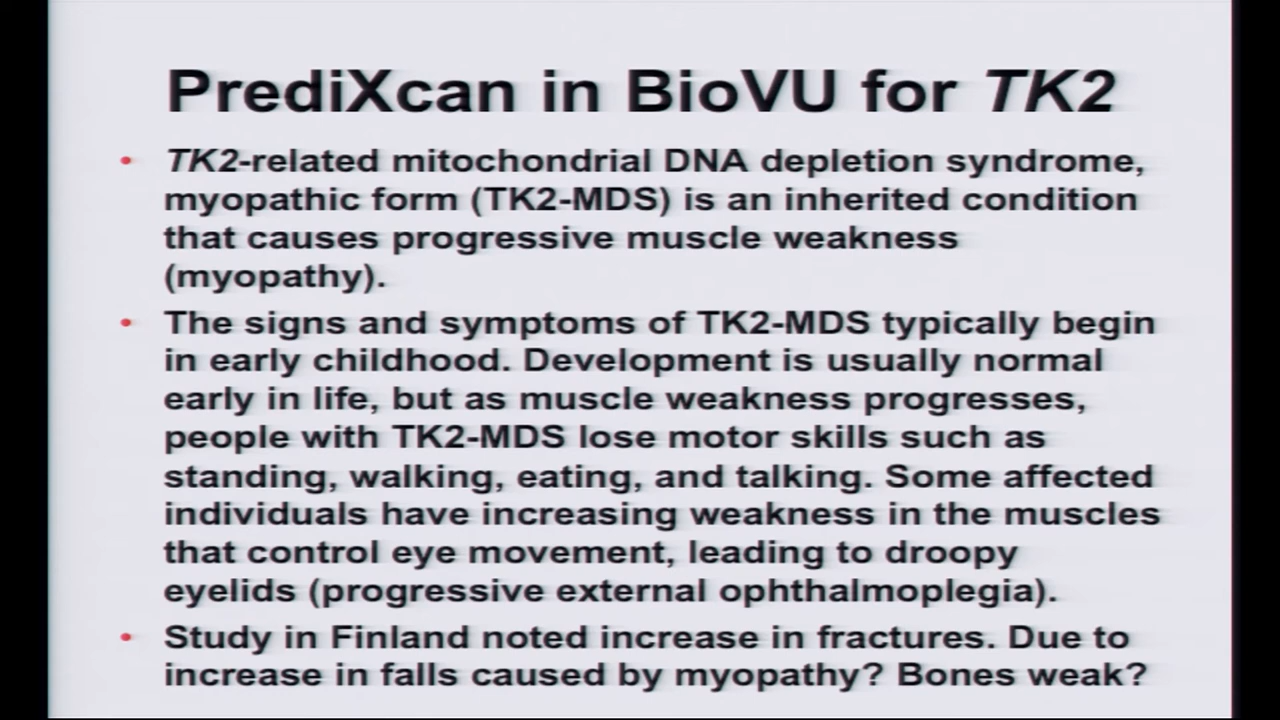 PrediXcan in BioVU for TK2
• TK2-related mitochondrial DNA depletion syndrome,
myopathic form (TK2-MDS) is an inherited condition
that causes progressive muscle weakness
(myopathy).
• The signs and symptoms of TK2-MDS typically begin
in early childhood. Development is usually normal
early in life, but as muscle weakness progresses,
people with TK2-MDS lose motor skills such as
standing, walking, eating, and talking. Some affected
individuals have increasing weakness in the muscles
that control eye movement, leading to droopy
eyelids (progressive external ophthalmoplegia).
• Study in Finland noted increase in fractures. Due to
increase in falls caused by myopathy? Bones weak?